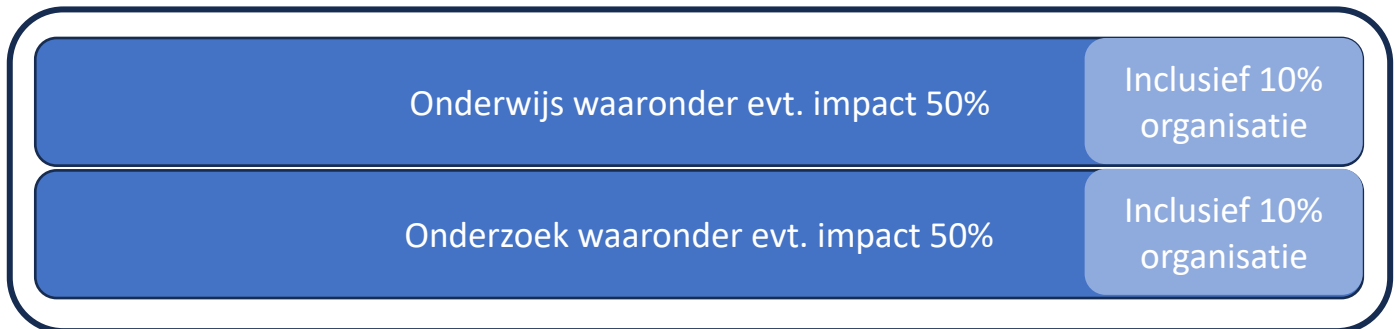 Onderwijs waaronder evt. impact 50%
Inclusief 10%
organisatie
Onderzoek waaronder evt. impact 50%
Inclusief 10%
organisatie